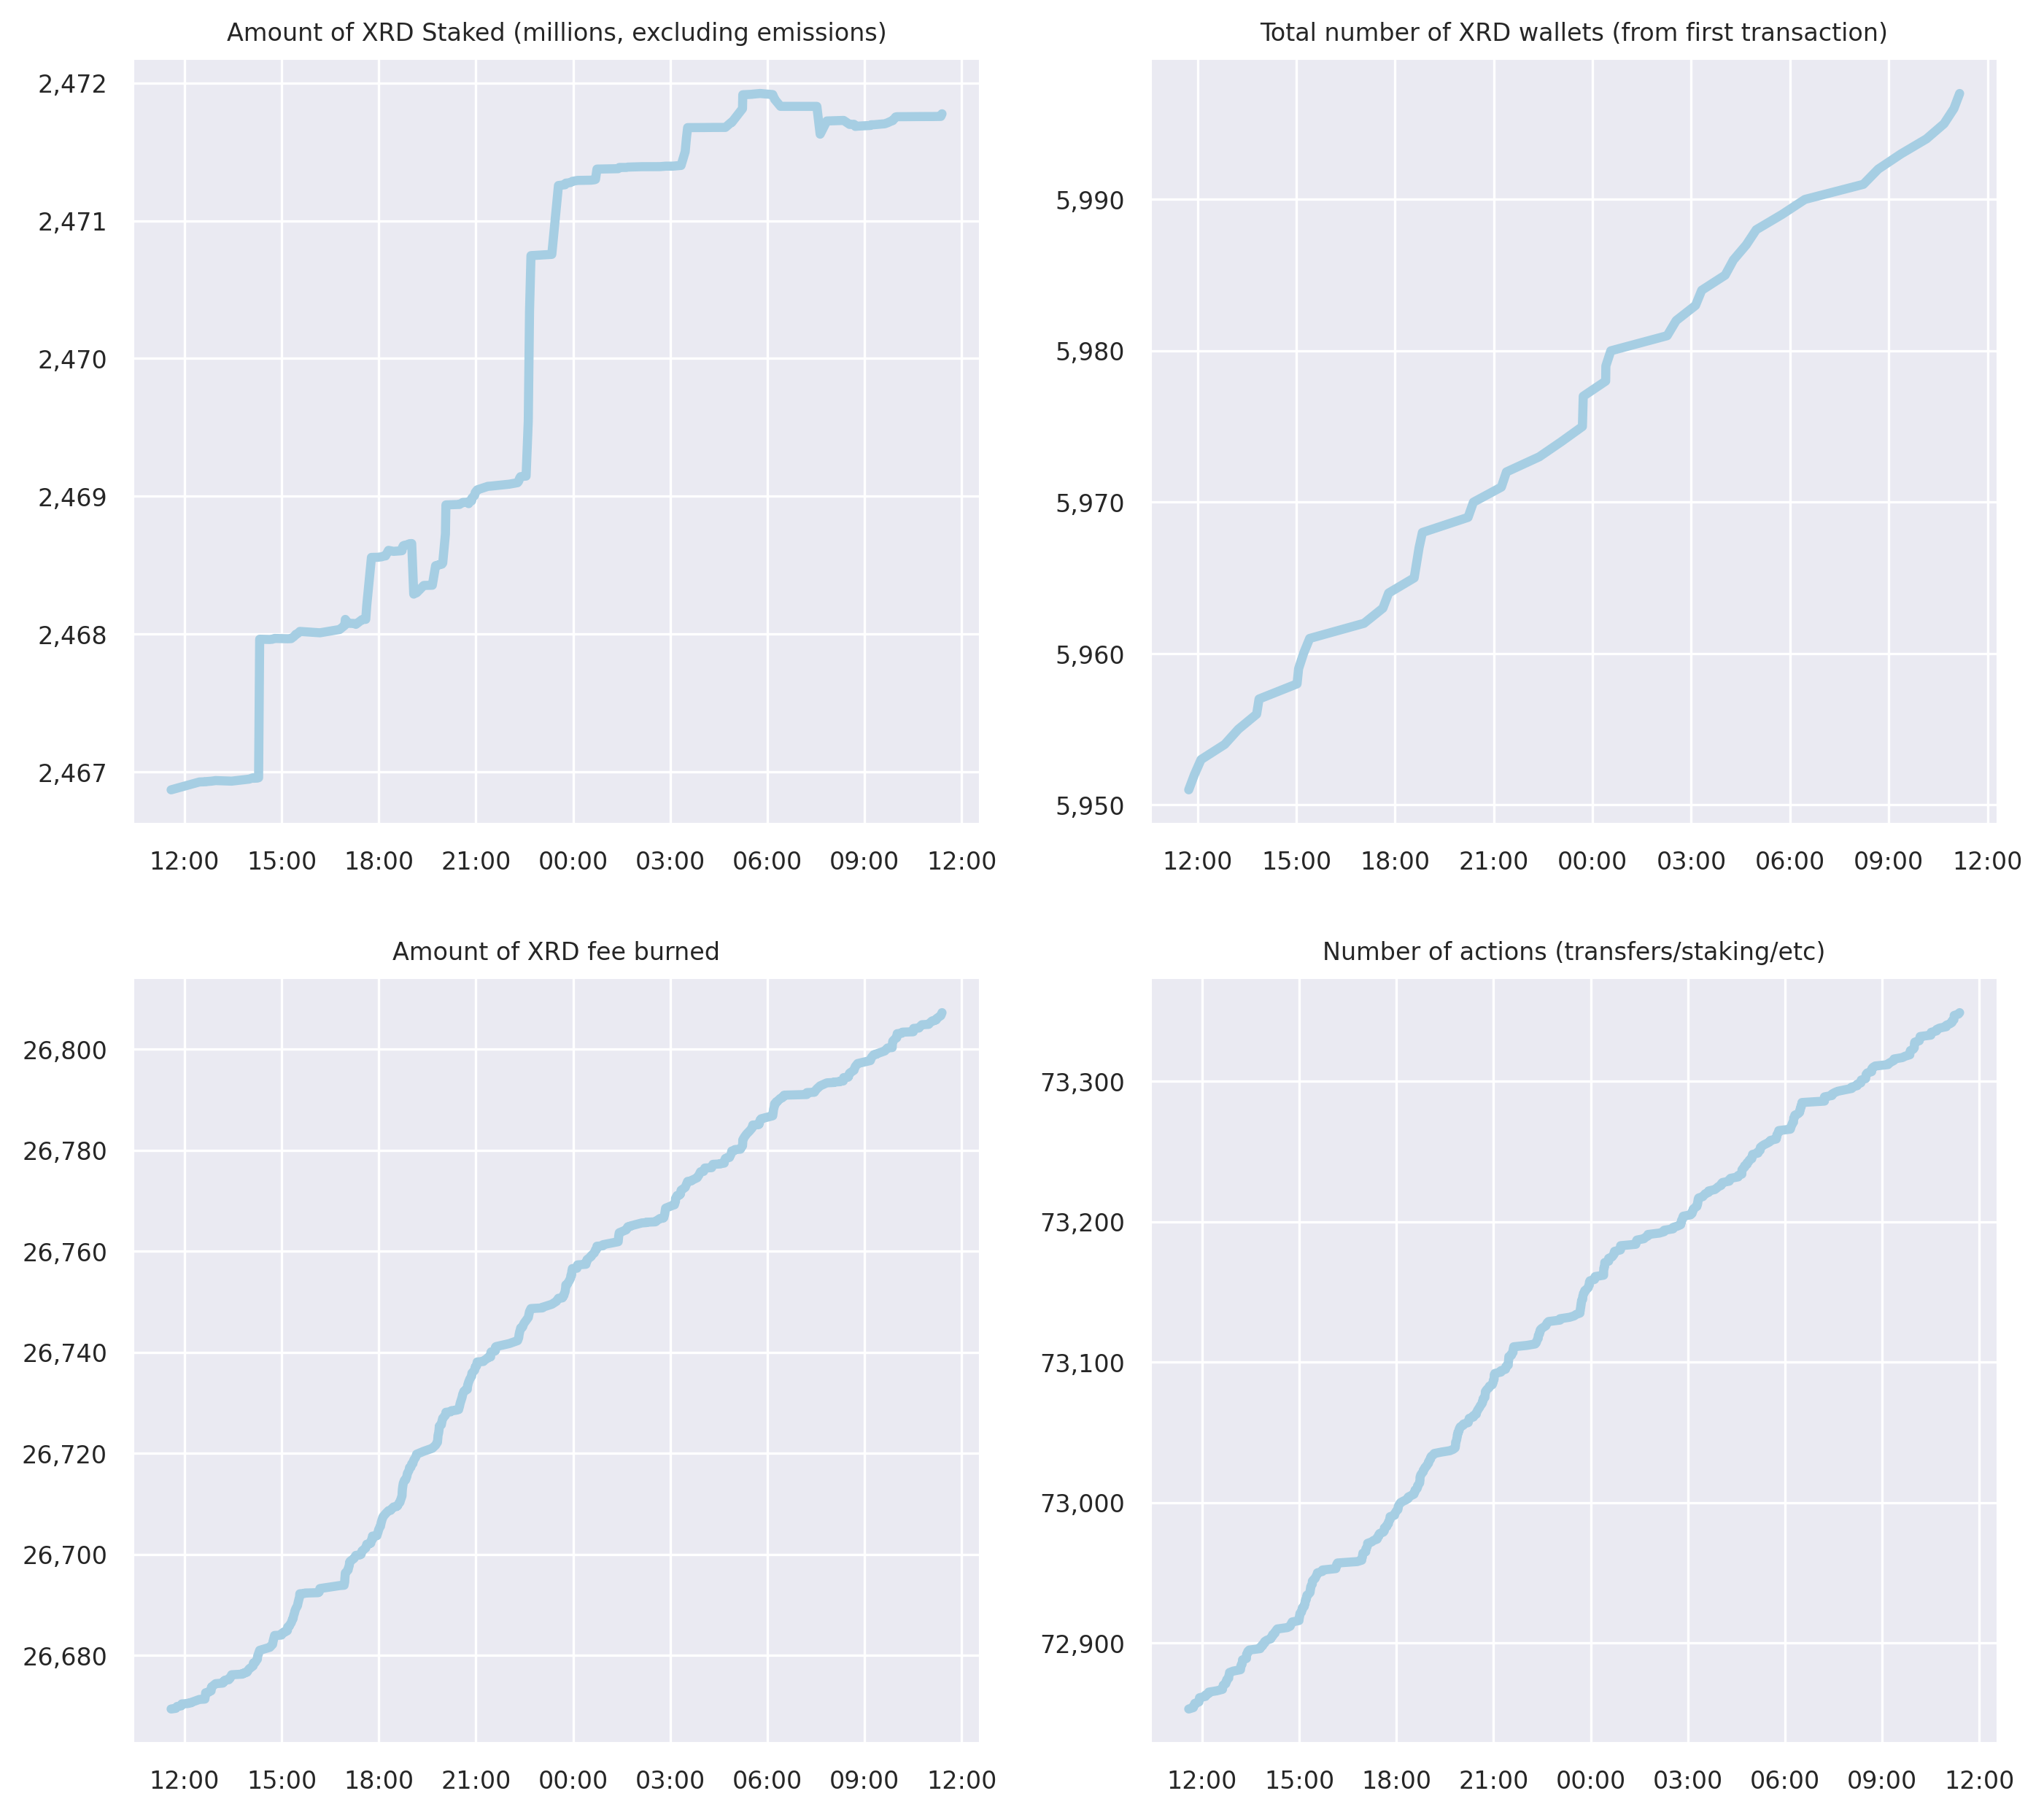 Amount of XRD Staked (millions, excluding emissions)
2,472
2,471
2,470
2,469
2,468
2,467
12:00 15:00 18:00 21:00 00:00 03:00 06:00 09:00 12:00
Total number of XRD wallets (from first transaction)
5,990
5,980
5,970
5,960
5,950
12:00 15:00 18:00 21:00 00:00 03:00 06:00 09:00 12:00
Amount of XRD fee burned
26,800
26,780
26,760
26,740
26,720
26,700
26,680
12:00 15:00 18:00 21:00 00:00 03:00 06:00 09:00 12:00
Number of actions (transfers/staking/etc)
73,300
73,200
73,100
73,000
72,900
12:00 15:00 18:00 21:00 00:00 03:00 06:00 09:00 12:00